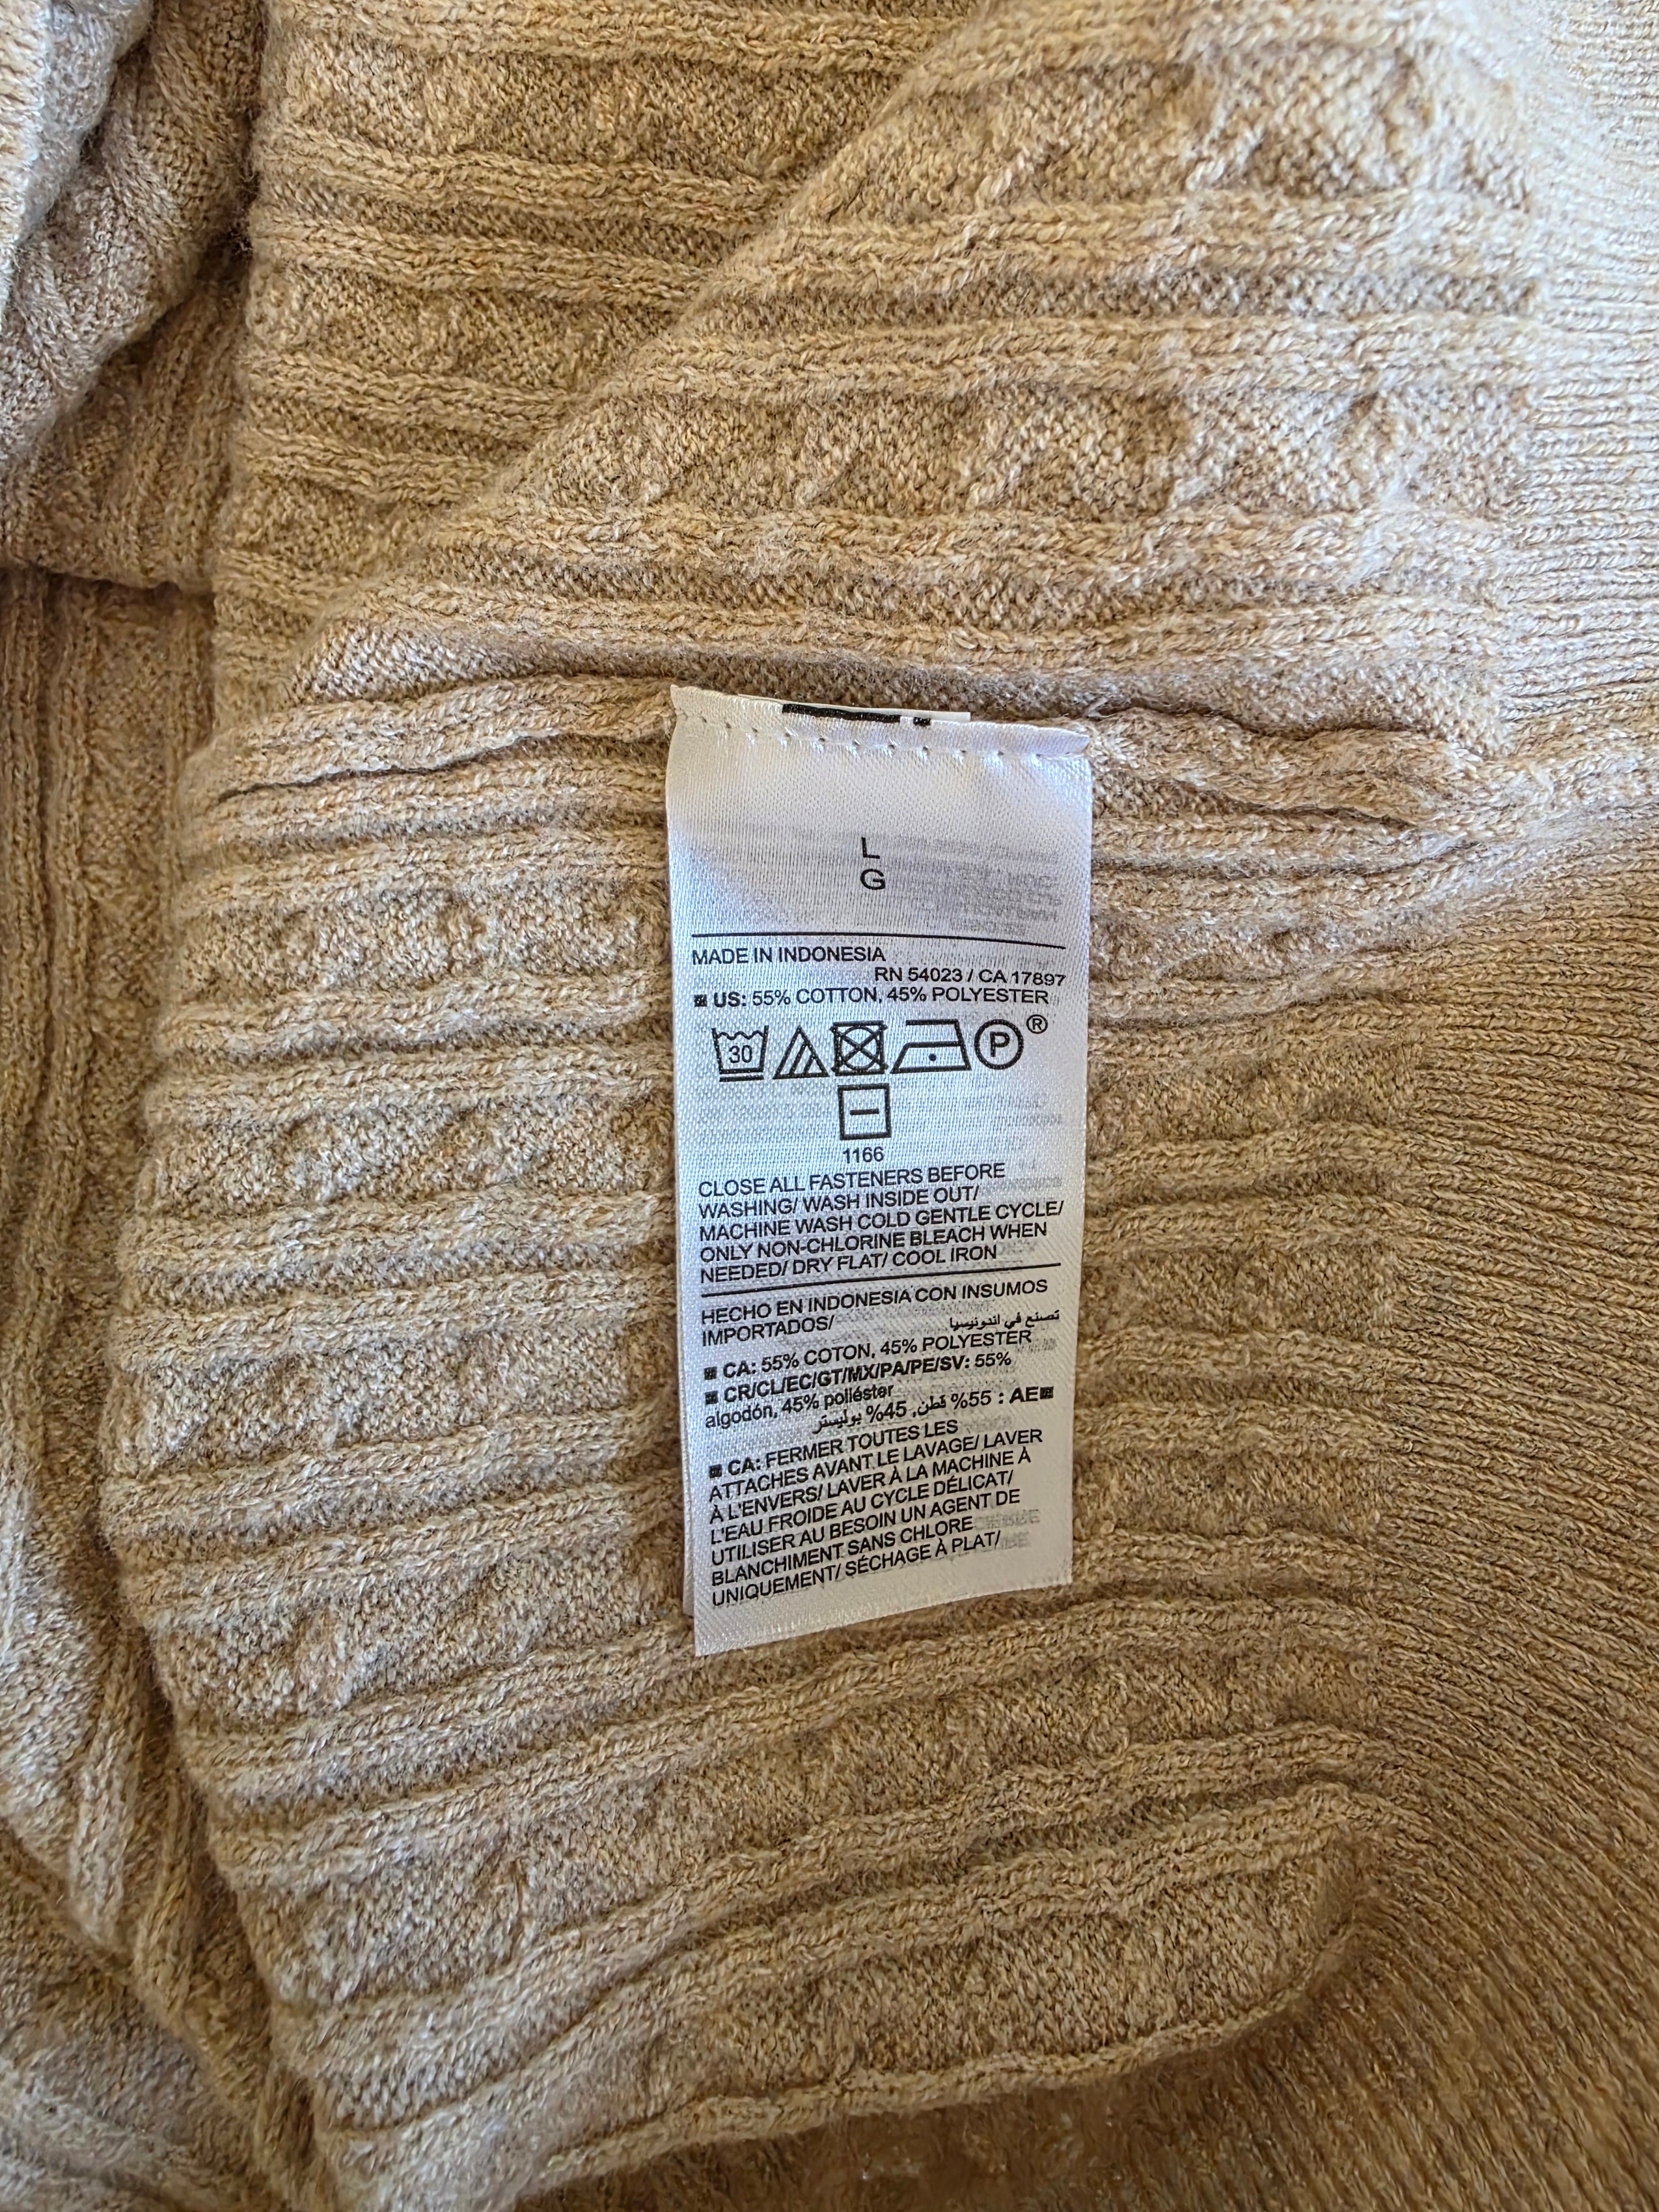 L
G
MADE IN INDONESIA
RN 54023 / CA 17897
US: 55% COTTON, 45% POLYESTER
30 P ®
1166
CLOSE ALL FASTENERS BEFORE
WASHING/ WASH INSIDE OUT/
MACHINE WASH COLD GENTLE CYCLE/
ONLY NON-CHLORINE BLEACH WHEN
NEEDED/ DRY FLAT/ COOL IRON
HECHO EN INDONESIA CON INSUMOS
IMPORTADOS/ تصنع في اندونيسيا
CA: 55% COTON, 45% POLYESTER
CR/CL/EC/GT/MX/PA/PE/SV: 55%
algodón, 45% poliéster
AE: 55% قطن, 45% بوليستر
CA: FERMER TOUTES LES
ATTACHES AVANT LE LAVAGE/ LAVER
À L'ENVERS/ LAVER À LA MACHINE À
L'EAU FROIDE AU CYCLE DÉLICAT/
UTILISER AU BESOIN UN AGENT DE
BLANCHIMENT SANS CHLORE
UNIQUEMENT/ SÉCHAGE À PLAT/